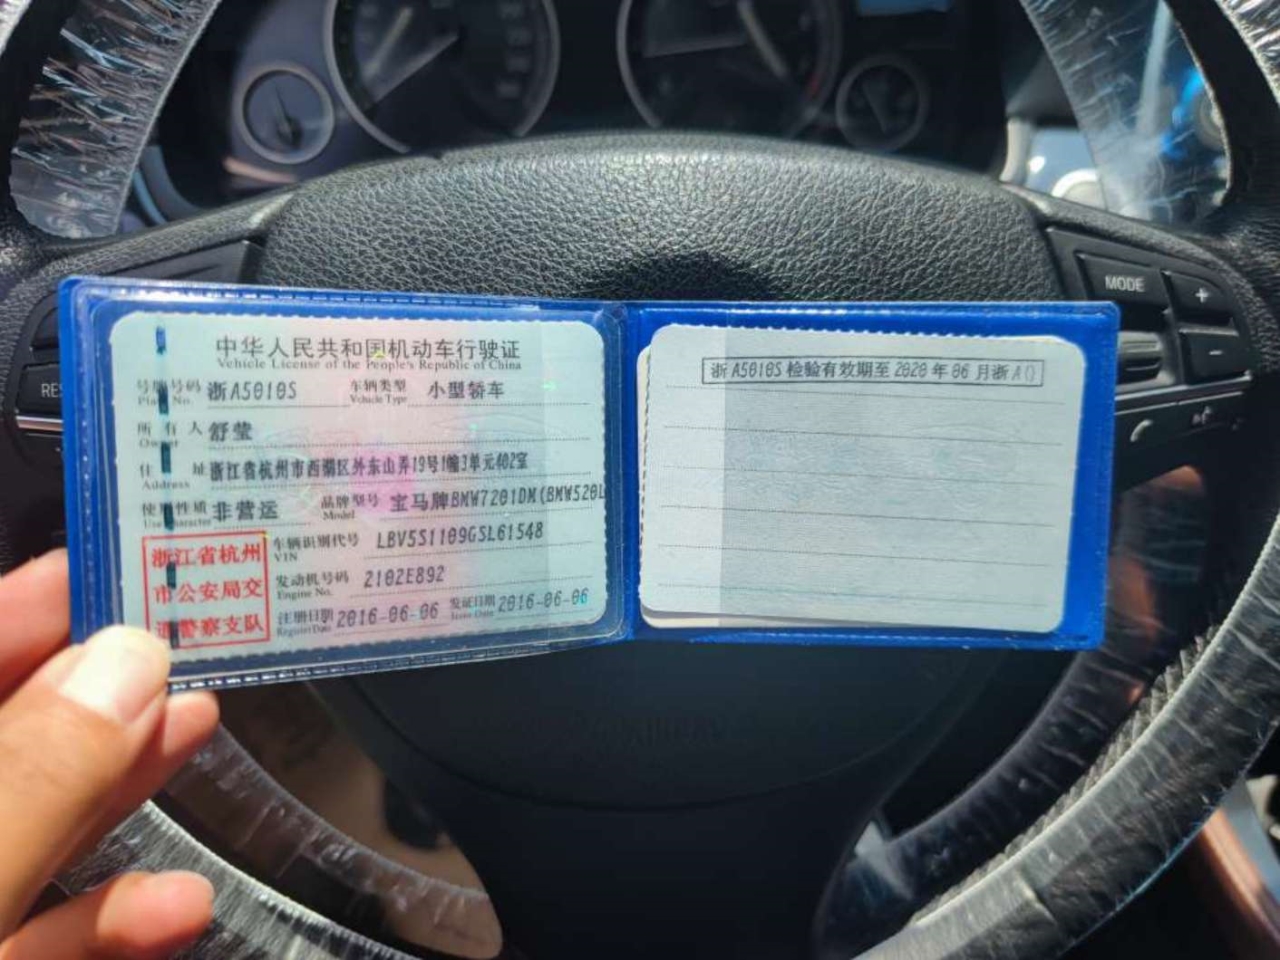 中华人民共和国机动车行驶证
Vehicle License of the People's Republic of China
号牌号码 浙A5010S 车辆类型 小型轿车
Plate No. Vehicle Type
所有人 舒莹
Owner
住址 浙江省杭州市西湖区外东山弄19号1幢3单元402室
Address
使用性质 非营运 品牌型号 宝马牌BMW7201DM(BMW520L
Use Character Model
浙江省杭州
市公安局交
通警察支队
车辆识别代号 LBV5S1109GSL61548
VIN
发动机号码 2102E892
Engine No.
注册日期 2016-06-06 发证日期 2016-06-06
Register Date Issue Date
浙A5010S检验有效期至2020年06月浙A()
MODE
+
-
RES